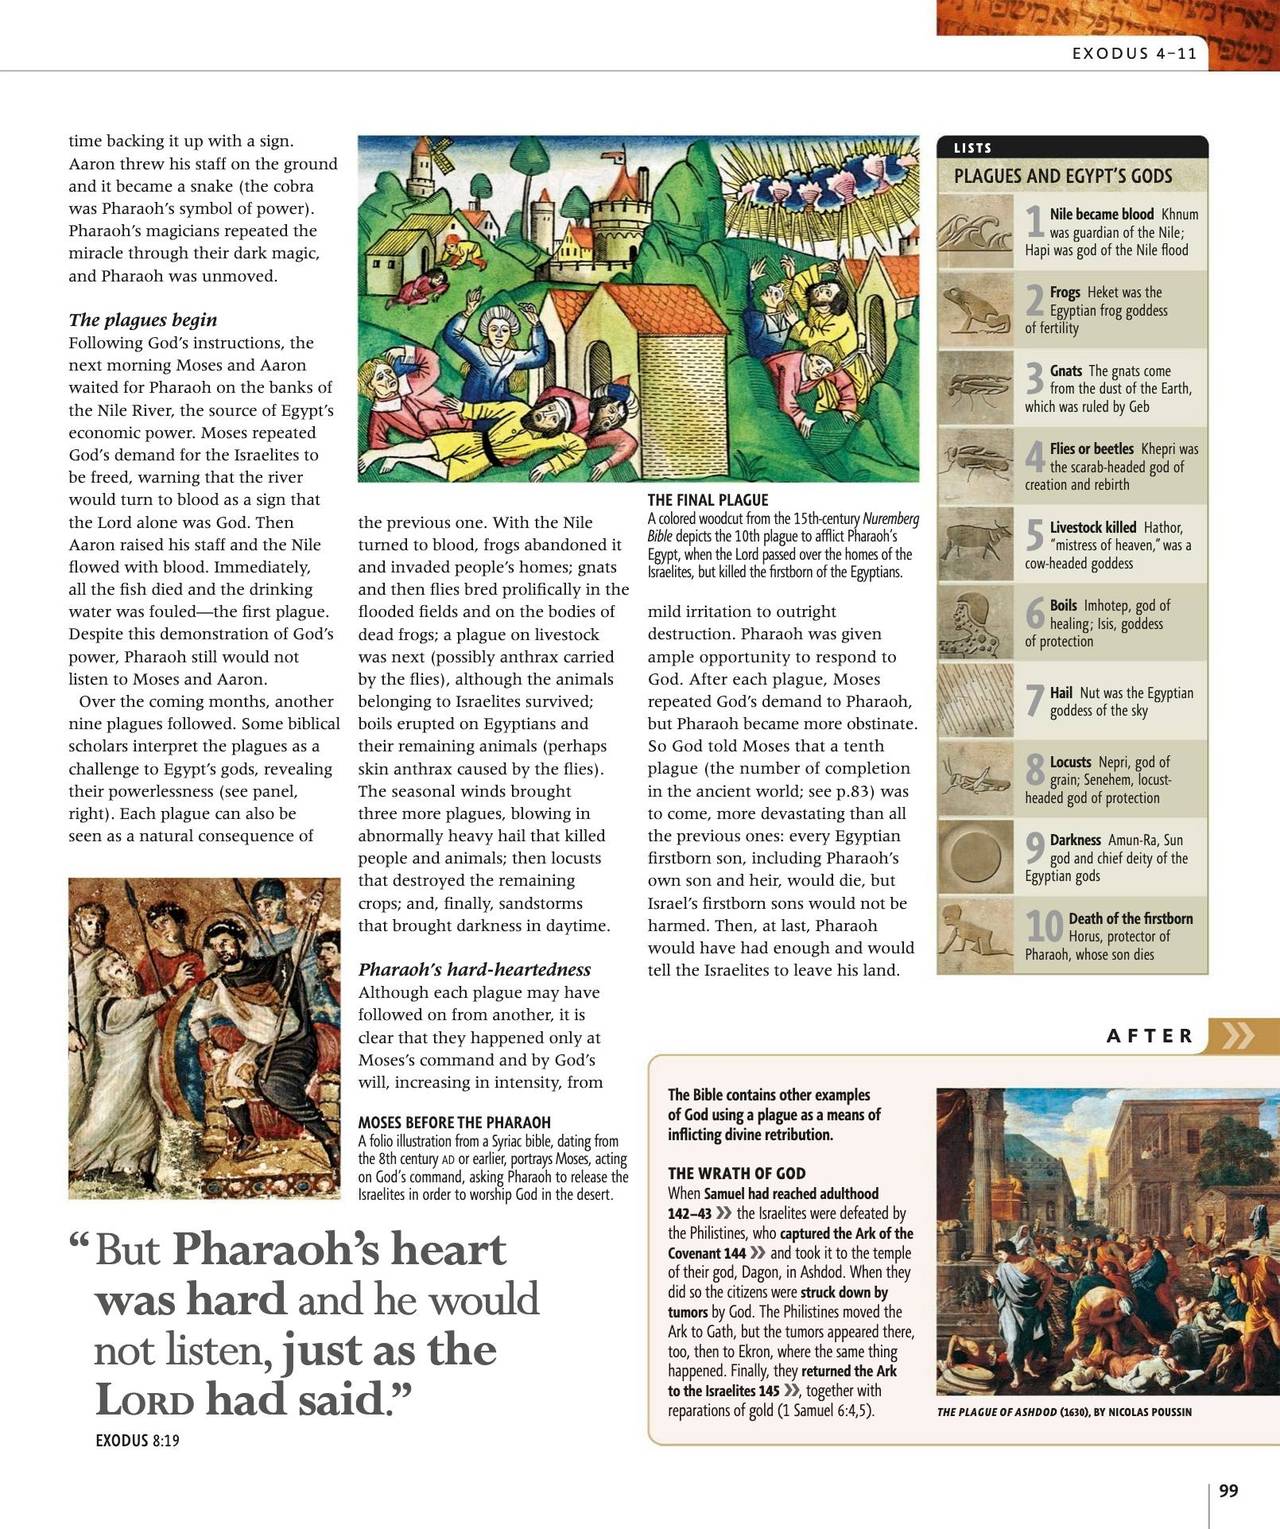 EXODUS 4–11
time backing it up with a sign.
Aaron threw his staff on the ground
and it became a snake (the cobra
was Pharaoh’s symbol of power).
Pharaoh’s magicians repeated the
miracle through their dark magic,
and Pharaoh was unmoved.
The plagues begin
Following God’s instructions, the
next morning Moses and Aaron
waited for Pharaoh on the banks of
the Nile River, the source of Egypt’s
economic power. Moses repeated
God’s demand for the Israelites to
be freed, warning that the river
would turn to blood as a sign that
the Lord alone was God. Then
Aaron raised his staff and the Nile
flowed with blood. Immediately,
all the fish died and the drinking
water was fouled—the first plague.
Despite this demonstration of God’s
power, Pharaoh still would not
listen to Moses and Aaron.
Over the coming months, another
nine plagues followed. Some biblical
scholars interpret the plagues as a
challenge to Egypt’s gods, revealing
their powerlessness (see panel,
right). Each plague can also be
seen as a natural consequence of
the previous one. With the Nile
turned to blood, frogs abandoned it
and invaded people’s homes; gnats
and then flies bred prolifically in the
flooded fields and on the bodies of
dead frogs; a plague on livestock
was next (possibly anthrax carried
by the flies), although the animals
belonging to Israelites survived;
boils erupted on Egyptians and
their remaining animals (perhaps
skin anthrax caused by the flies).
The seasonal winds brought
three more plagues, blowing in
abnormally heavy hail that killed
people and animals; then locusts
that destroyed the remaining
crops; and, finally, sandstorms
that brought darkness in daytime.
Pharaoh’s hard-heartedness
Although each plague may have
followed on from another, it is
clear that they happened only at
Moses’s command and by God’s
will, increasing in intensity, from
MOSES BEFORE THE PHARAOH
A folio illustration from a Syriac bible, dating from
the 8th century AD or earlier, portrays Moses, acting
on God’s command, asking Pharaoh to release the
Israelites in order to worship God in the desert.
THE FINAL PLAGUE
A colored woodcut from the 15th-century Nuremberg
Bible depicts the 10th plague to afflict Pharaoh’s
Egypt, when the Lord passed over the homes of the
Israelites, but killed the firstborn of the Egyptians.
mild irritation to outright
destruction. Pharaoh was given
ample opportunity to respond to
God. After each plague, Moses
repeated God’s demand to Pharaoh,
but Pharaoh became more obstinate.
So God told Moses that a tenth
plague (the number of completion
in the ancient world; see p.83) was
to come, more devastating than all
the previous ones: every Egyptian
firstborn son, including Pharaoh’s
own son and heir, would die, but
Israel’s firstborn sons would not be
harmed. Then, at last, Pharaoh
would have had enough and would
tell the Israelites to leave his land.
“But Pharaoh’s heart
was hard and he would
not listen, just as the
LORD had said.”
EXODUS 8:19
LISTS
PLAGUES AND EGYPT’S GODS
1 Nile became blood Khnum
was guardian of the Nile;
Hapi was god of the Nile flood
2 Frogs Heket was the
Egyptian frog goddess
of fertility
3 Gnats The gnats come
from the dust of the Earth,
which was ruled by Geb
4 Flies or beetles Khepri was
the scarab-headed god of
creation and rebirth
5 Livestock killed Hathor,
“mistress of heaven,” was a
cow-headed goddess
6 Boils Imhotep, god of
healing; Isis, goddess
of protection
7 Hail Nut was the Egyptian
goddess of the sky
8 Locusts Nepri, god of
grain; Senehem, locust-
headed god of protection
9 Darkness Amun-Ra, Sun
god and chief deity of the
Egyptian gods
10 Death of the firstborn
Horus, protector of
Pharaoh, whose son dies
AFTER
The Bible contains other examples
of God using a plague as a means of
inflicting divine retribution.
THE WRATH OF GOD
When Samuel had reached adulthood
142–43 » the Israelites were defeated by
the Philistines, who captured the Ark of the
Covenant 144 » and took it to the temple
of their god, Dagon, in Ashdod. When they
did so the citizens were struck down by
tumors by God. The Philistines moved the
Ark to Gath, but the tumors appeared there,
too, then to Ekron, where the same thing
happened. Finally, they returned the Ark
to the Israelites 145 », together with
reparations of gold (1 Samuel 6:4,5).
THE PLAGUE OF ASHDOD (1630), BY NICOLAS POUSSIN
99